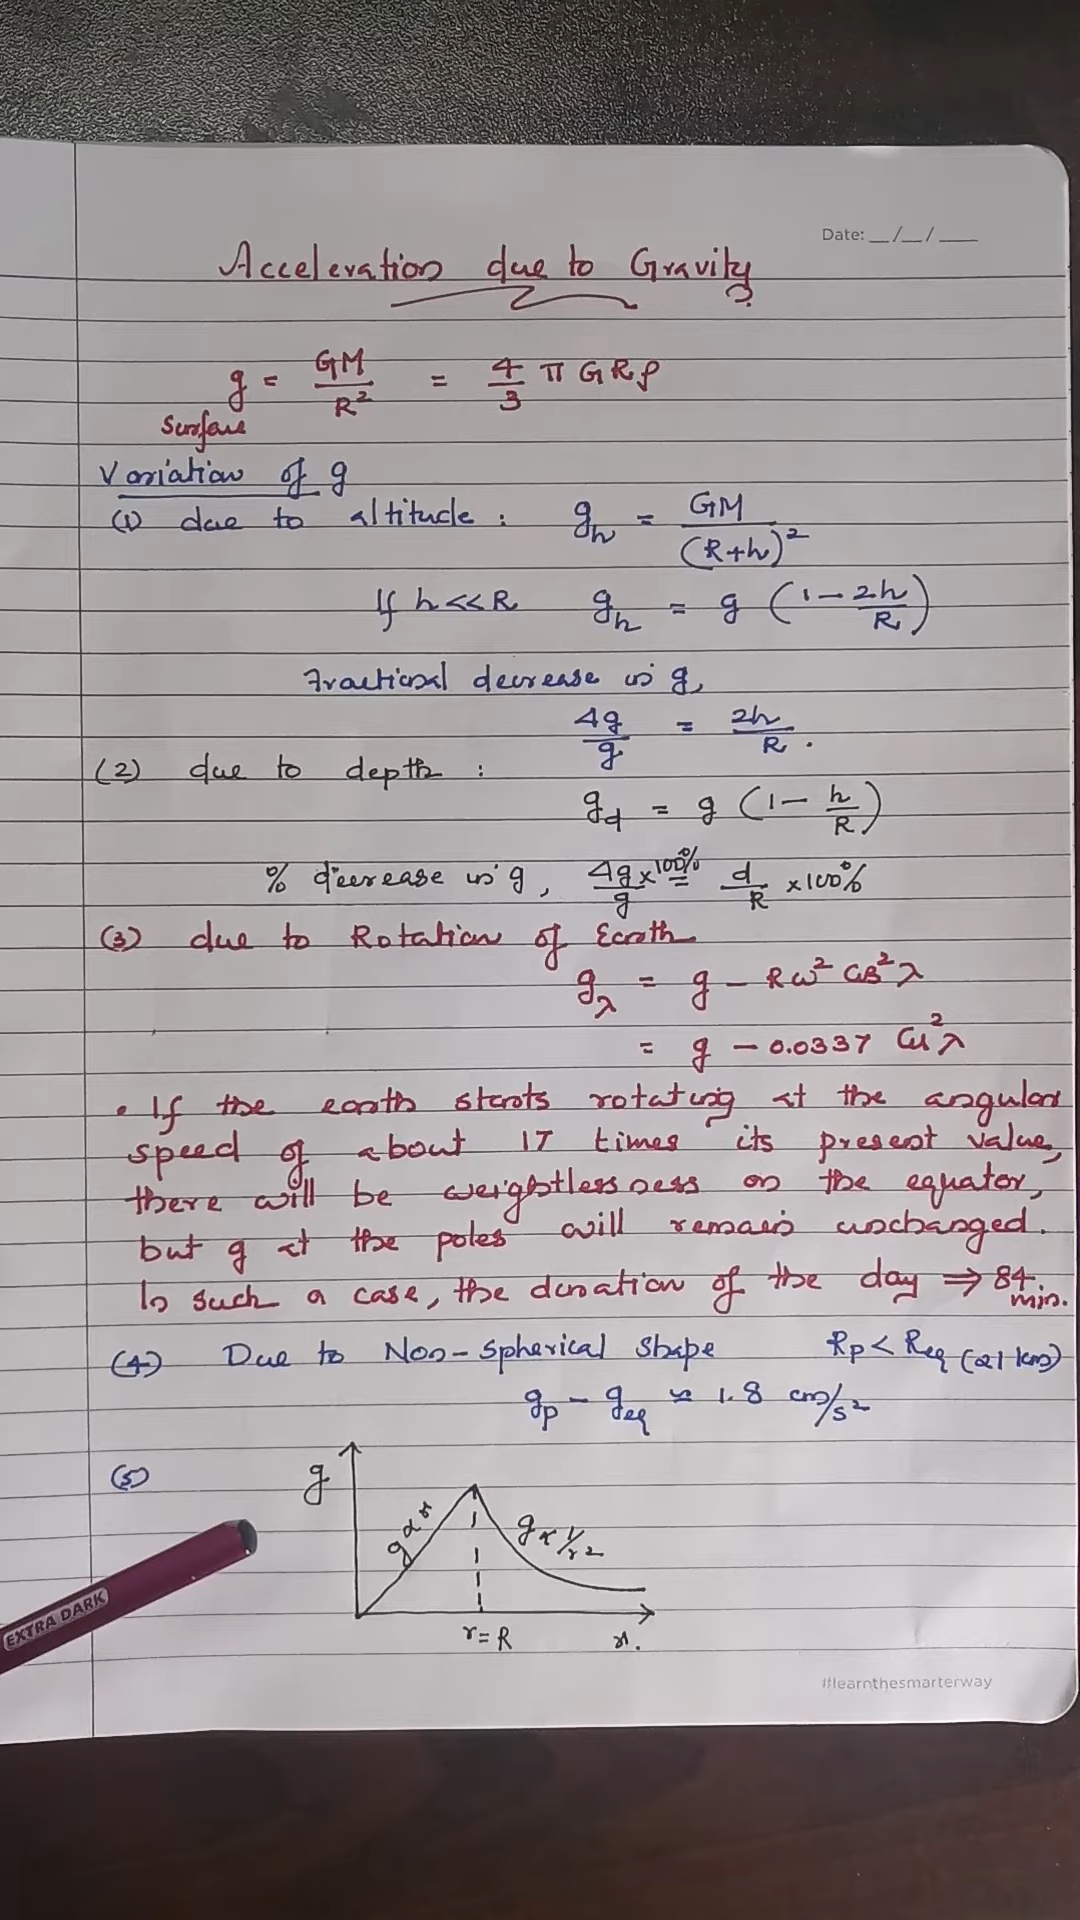 Date: __/__/____
Acceleration due to Gravity
g = GM/R² = 4/3 π G R ρ
Surface
Variation of g
(1) due to altitude : gh = GM/(R+h)²
If h << R gh = g (1 - 2h/R)
Fractional decrease in g,
Δg/g = 2h/R .
(2) due to depth :
gd = g (1 - h/R)
% decrease in g, Δg/g × 100% = d/R × 100%
(3) due to Rotation of Earth
gλ = g - Rω² Cos²λ
= g - 0.0337 Cos²λ
• If the earth starts rotating at the angular
speed of about 17 times its present value,
there will be weightlessness on the equator,
but g at the poles will remain unchanged.
In such a case, the duration of the day ⇒ 84 min.
(4) Due to Non-Spherical Shape Rp < Req (21 km)
gp - geq ≈ 1.8 cm/s²
(5) g
g ∝ r g ∝ 1/r²
r = R r.
EXTRA DARK
#learnthesmarterway